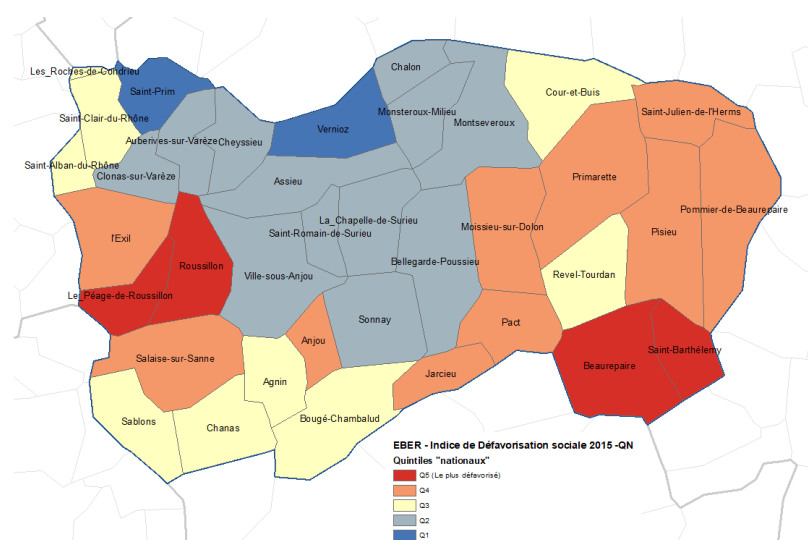 Chalon
Les_Roches-de-Condrieu
Saint-Prim
Cour-et-Buis
Saint-Clair-du-Rhône
Monsteroux-Milieu
Saint-Julien-de-l'Herms
Montseveroux
Vernioz
Auberives-sur-Varèze
Cheyssieu
Saint-Alban-du-Rhône
Clonas-sur-Varèze
Primarette
Assieu
Pommier-de-Beaurepaire
La_Chapelle-de-Surieu
Moissieu-sur-Dolon
Saint-Romain-de-Surieu
Pisieu
l'Exil
Roussillon
Bellegarde-Poussieu
Ville-sous-Anjou
Revel-Tourdan
Le_Péage-de-Roussillon
Sonnay
Pact
Anjou
Saint-Barthélemy
Salaise-sur-Sanne
Beaurepaire
Jarcieu
Agnin
Bougé-Chambalud
Sablons
Chanas
EBER - Indice de Défavorisation sociale 2015 -QN
Quintiles "nationaux"
Q5 (Le plus défavorisé)
Q4
Q3
Q2
Q1